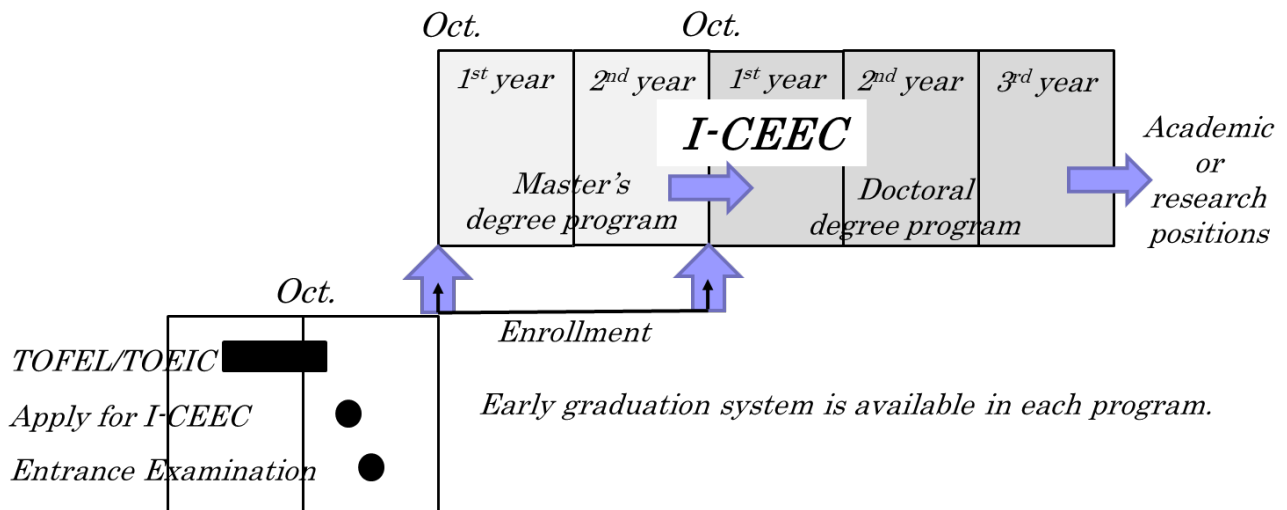 Oct.
Oct.
1st year
2nd year
1st year
2nd year
3rd year
I-CEEC
Master's
degree program
Doctoral
degree program
Academic
or
research
positions
Oct.
Enrollment
TOFEL/TOEIC
Apply for I-CEEC
Entrance Examination
Early graduation system is available in each program.